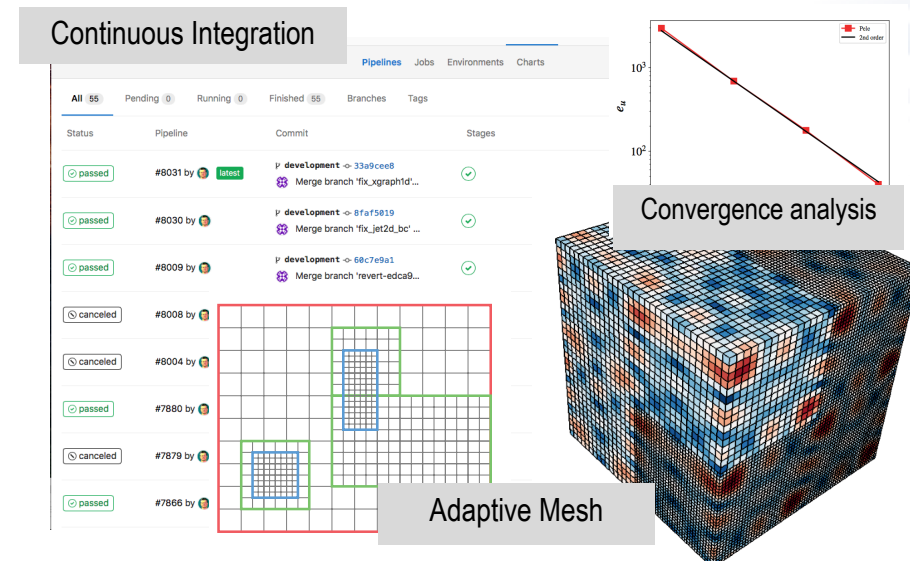 Continuous Integration
Pipelines Jobs Environments Charts
All 55 Pending 0 Running 0 Finished 55 Branches Tags
Status Pipeline Commit Stages
passed #8031 by latest development 33a9cee8
Merge branch 'fix_xgraph1d'...
passed #8030 by development 8faf5019
Merge branch 'fix_jet2d_bc' ...
passed #8009 by development 60c7e9a1
Merge branch 'revert-edca9...
canceled #8008 by
canceled #8004 by
passed #7880 by
canceled #7879 by
passed #7866 by
Pele
2nd order
10³
e_u
10²
Convergence analysis
Adaptive Mesh